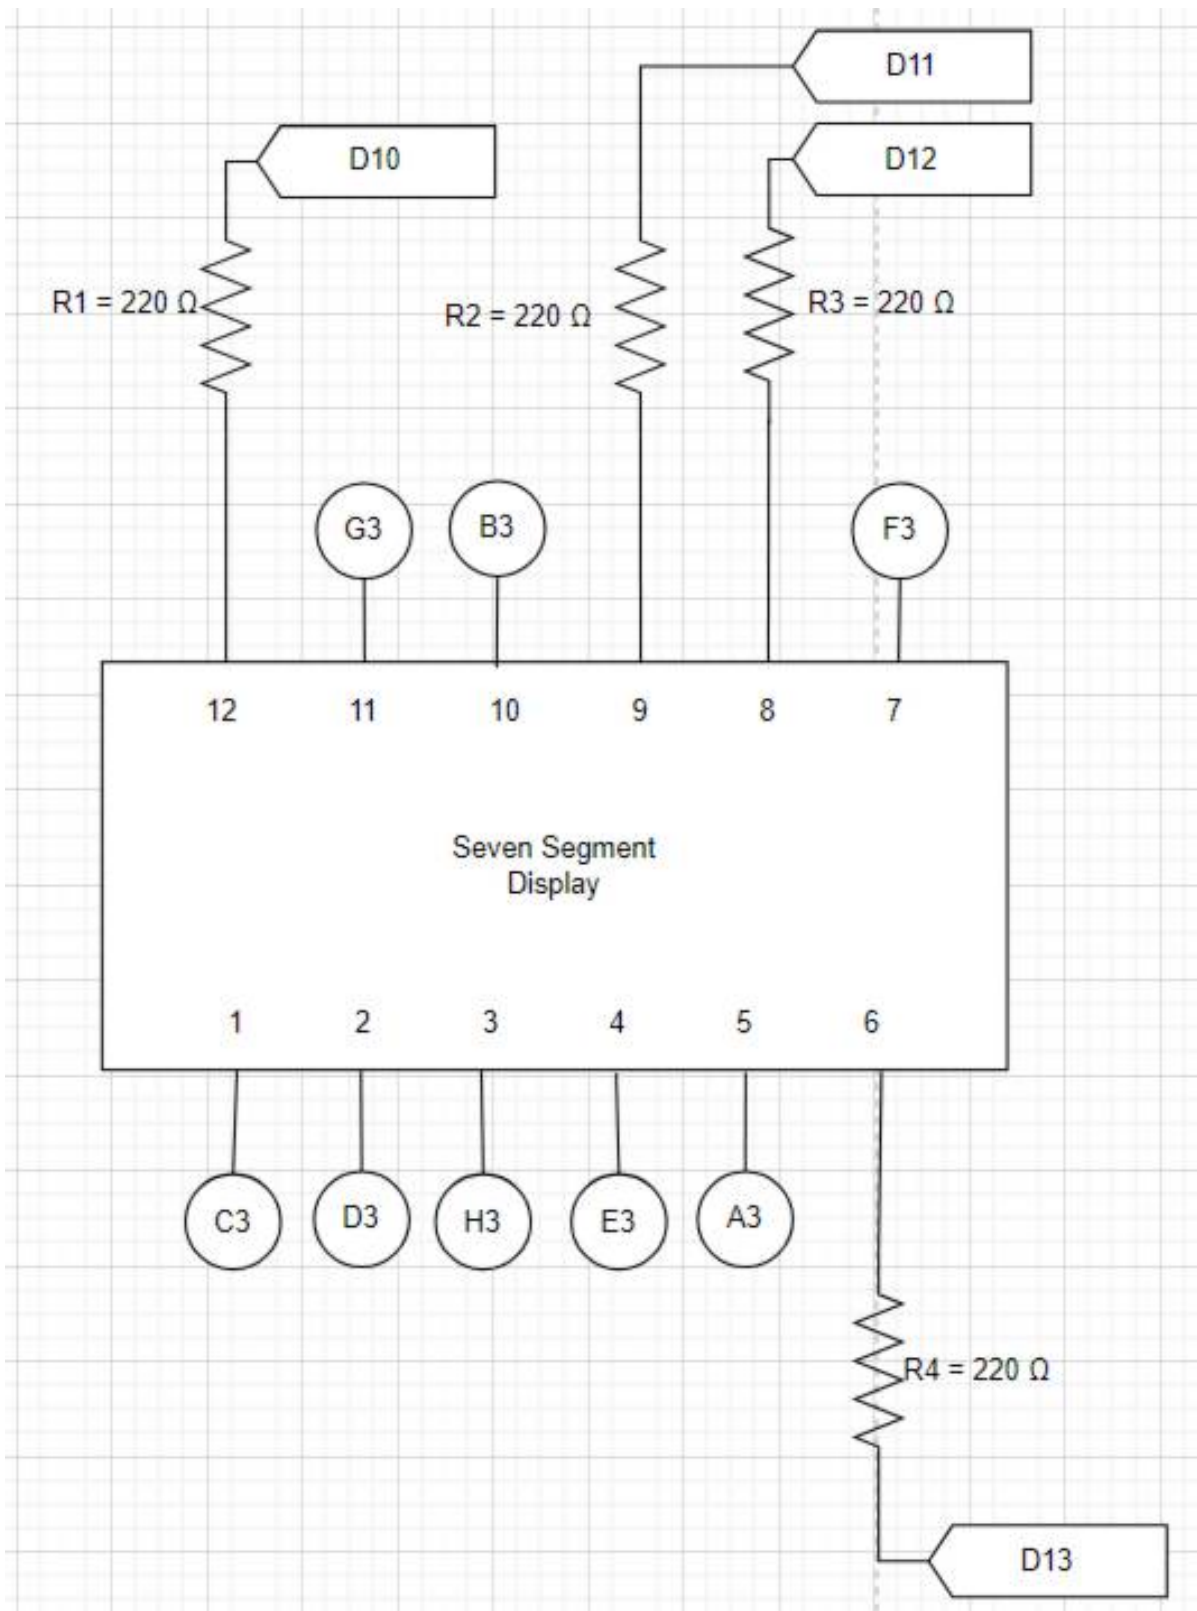 D11
D10
D12
R1 = 220 Ω
R2 = 220 Ω
R3 = 220 Ω
G3
B3
F3
12
11
10
9
8
7
Seven Segment
Display
1
2
3
4
5
6
C3
D3
H3
E3
A3
R4 = 220 Ω
D13